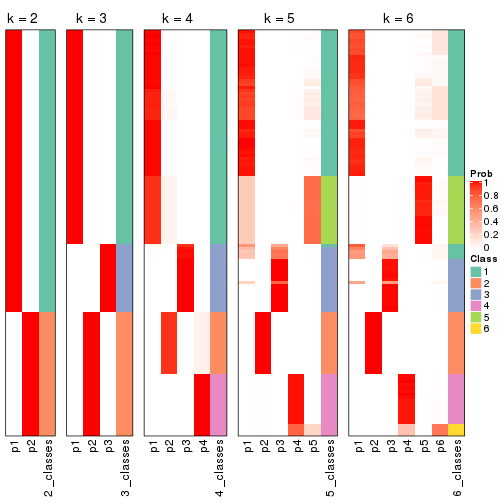 k = 2
k = 3
k = 4
k = 5
k = 6
p1
p2
2_classes
p1
p2
p3
3_classes
p1
p2
p3
p4
4_classes
p1
p2
p3
p4
p5
5_classes
p1
p2
p3
p4
p5
p6
6_classes
Prob
1
0.8
0.6
0.4
0.2
0
Class
1
2
3
4
5
6